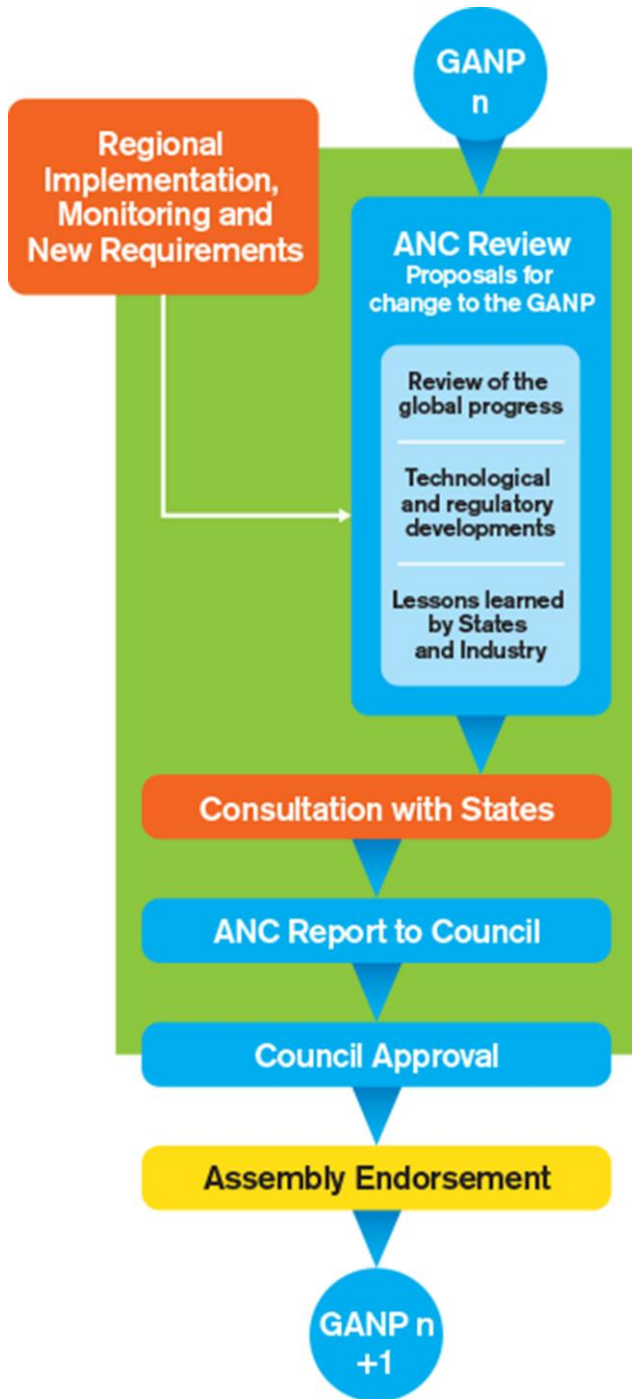 GANP
n
Regional
Implementation,
Monitoring and
New Requirements
ANC Review
Proposals for
change to the GANP
Review of the
global progress
Technological
and regulatory
developments
Lessons learned
by States
and Industry
Consultation with States
ANC Report to Council
Council Approval
Assembly Endorsement
GANP n
+1